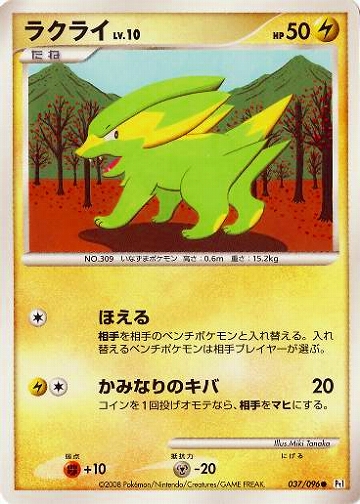 ラクライ LV.10 HP 50
たね
NO.309 いなずまポケモン 高さ：0.6m 重さ：15.2kg
ほえる
相手を相手のベンチポケモンと入れ替える。入れ
替えるベンチポケモンは相手プレイヤーが選ぶ。
かみなりのキバ 20
コインを1回投げオモテなら、相手をマヒにする。
Illus.Miki Tanaka
弱点 抵抗力 にげる
+10 -20
©2008 Pokémon/Nintendo/Creatures/GAME FREAK. 037/096 Pt